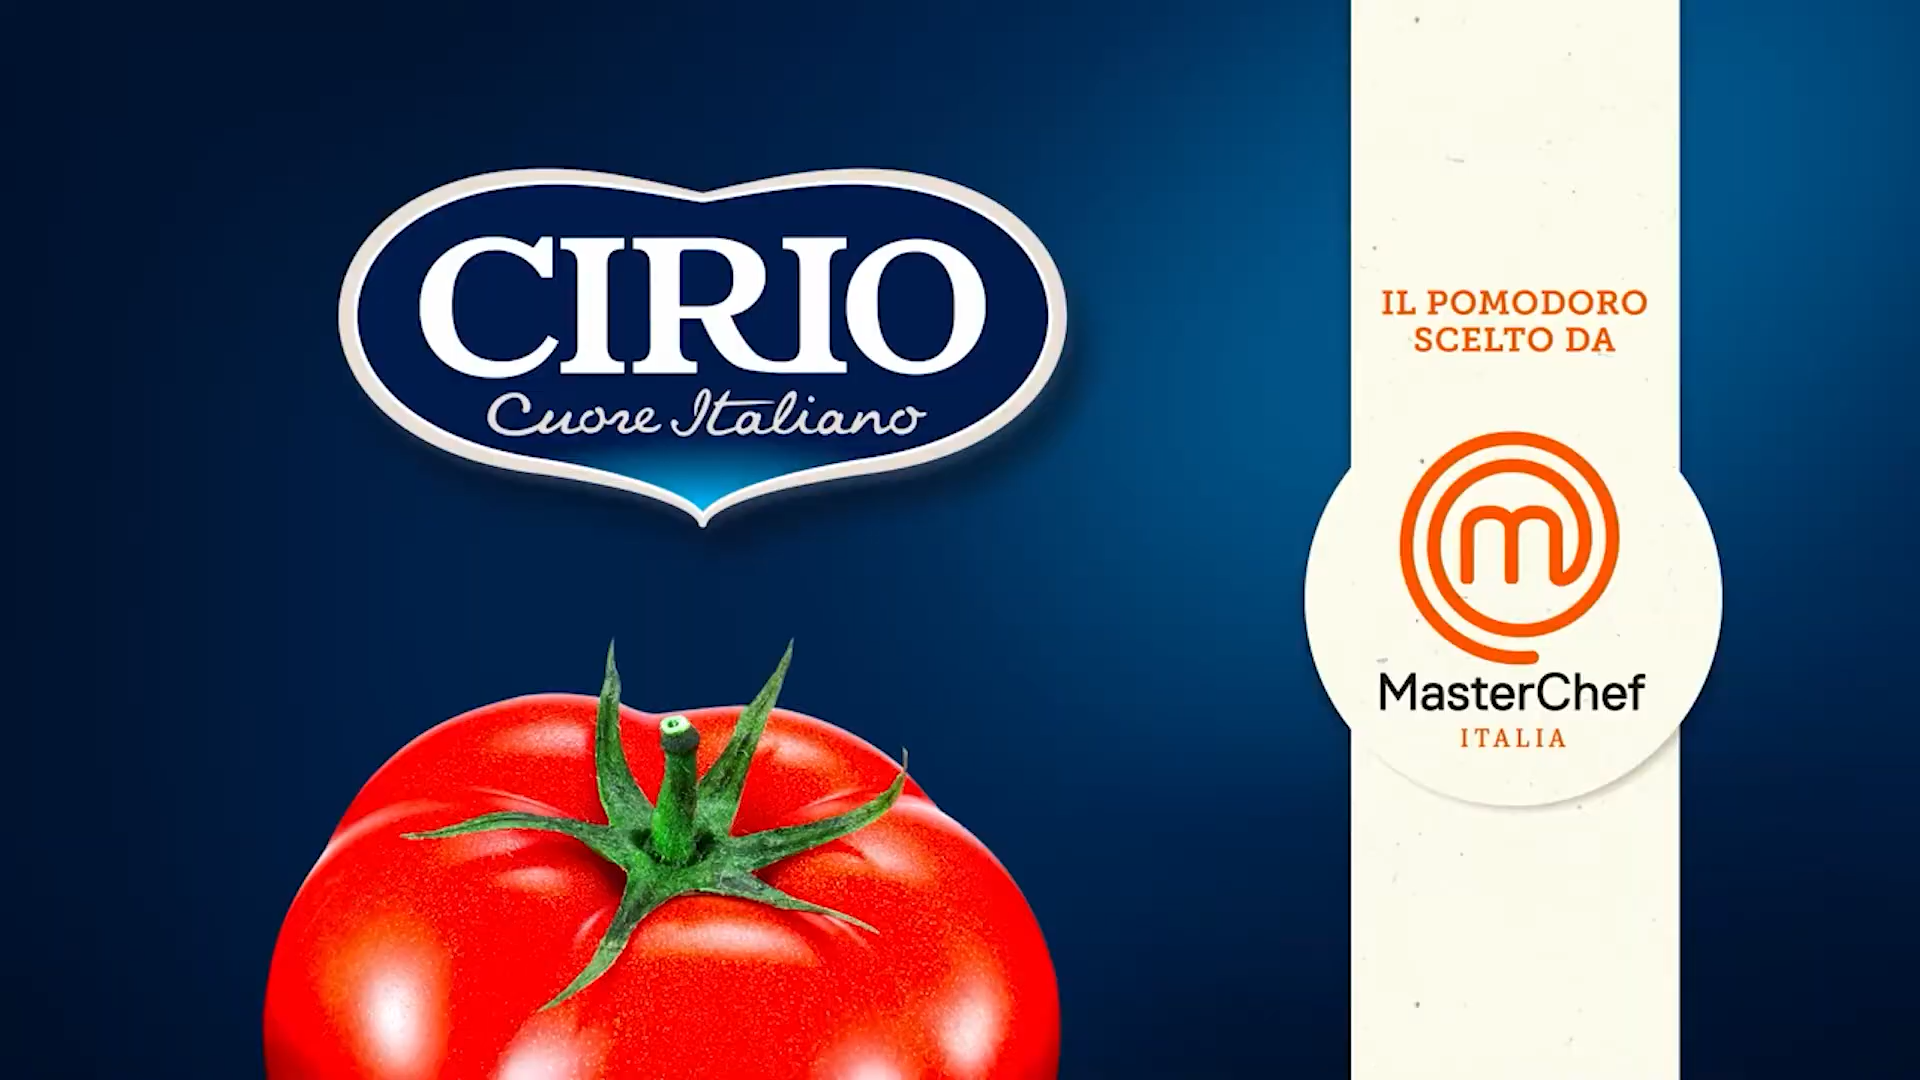 CIRIO
Cuore Italiano
IL POMODORO
SCELTO DA
m
MasterChef
ITALIA